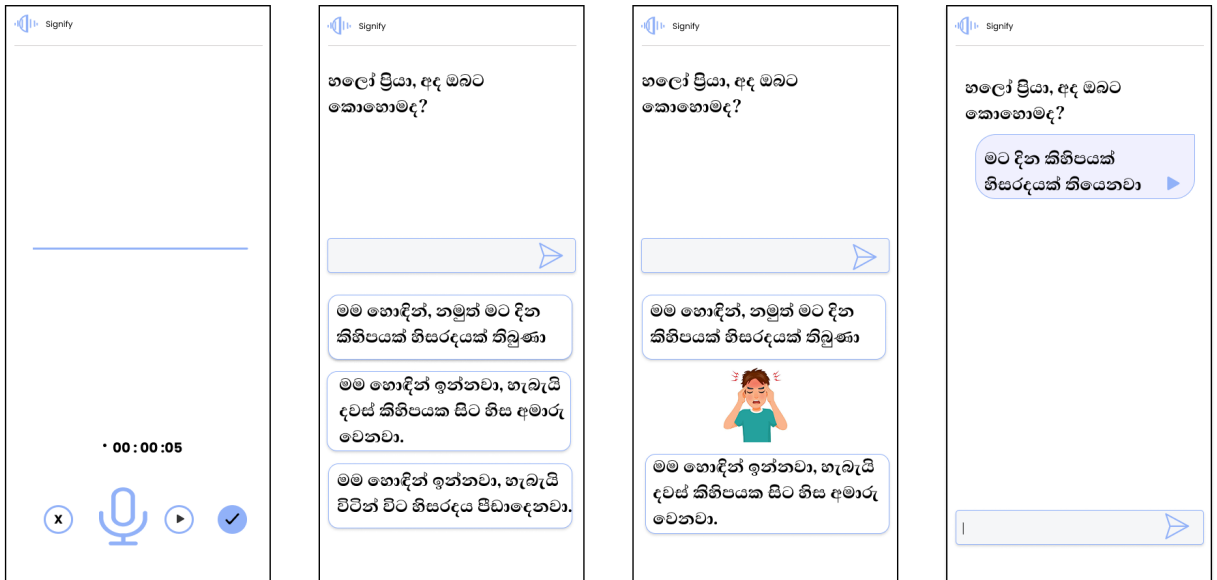 Signify
• 00 : 00 :05
x
Signify
හලෝ ප්‍රියා, අද ඔබට
කොහොමද?
මම හොඳින්, නමුත් මට දින
කිහිපයක් හිසරදයක් තිබුණා
මම හොඳින් ඉන්නවා, හැබැයි
දවස් කිහිපයක සිට හිස අමාරු
වෙනවා.
මම හොඳින් ඉන්නවා, හැබැයි
විටින් විට හිසරදය පීඩාදෙනවා.
Signify
හලෝ ප්‍රියා, අද ඔබට
කොහොමද?
මම හොඳින්, නමුත් මට දින
කිහිපයක් හිසරදයක් තිබුණා
මම හොඳින් ඉන්නවා, හැබැයි
දවස් කිහිපයක සිට හිස අමාරු
වෙනවා.
Signify
හලෝ ප්‍රියා, අද ඔබට
කොහොමද?
මට දින කිහිපයක්
හිසරදයක් තියෙනවා